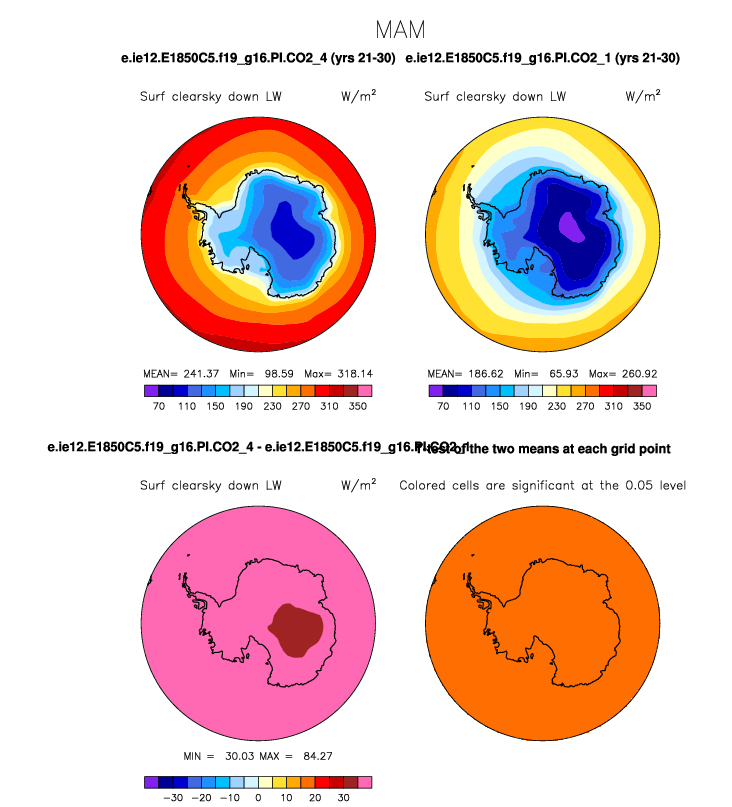 MAM
e.ie12.E1850C5.f19_g16.PI.CO2_4 (yrs 21-30) e.ie12.E1850C5.f19_g16.PI.CO2_1 (yrs 21-30)
Surf clearsky down LW W/m² Surf clearsky down LW W/m²
MEAN= 241.37 Min= 98.59 Max= 318.14 MEAN= 186.62 Min= 65.93 Max= 260.92
70 110 150 190 230 270 310 350 70 110 150 190 230 270 310 350
e.ie12.E1850C5.f19_g16.PI.CO2_4 - e.ie12.E1850C5.f19_g16.PI.CO2_1 T-test of the two means at each grid point
Surf clearsky down LW W/m² Colored cells are significant at the 0.05 level
MIN = 30.03 MAX = 84.27
−30 −20 −10 0 10 20 30